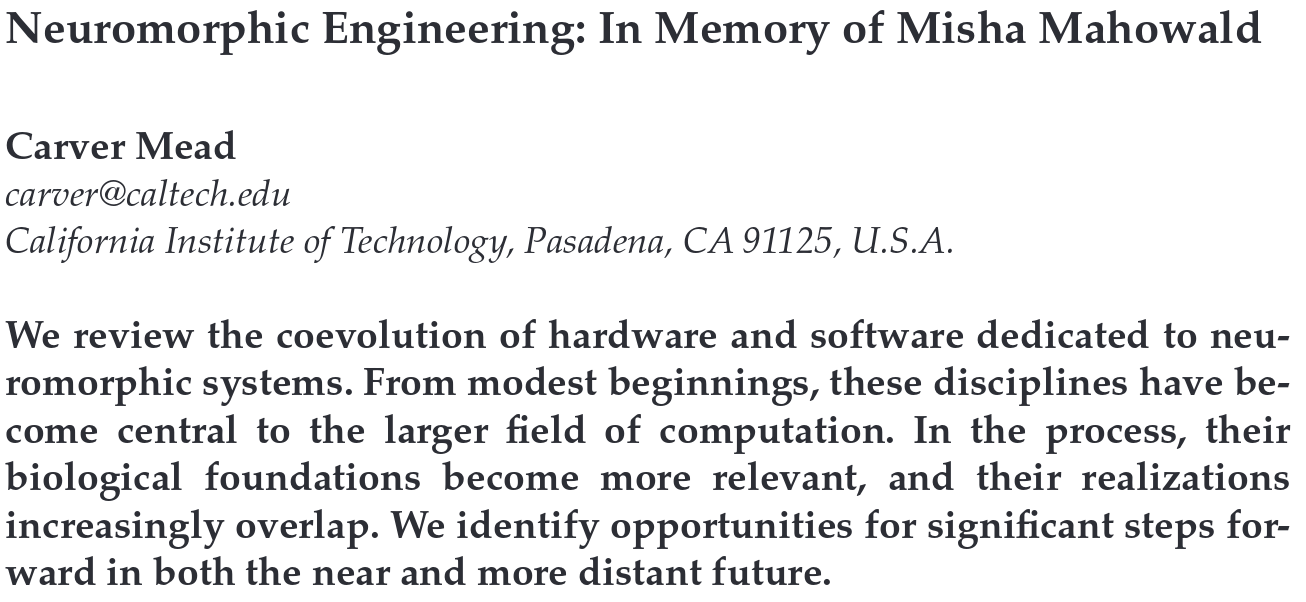 Neuromorphic Engineering: In Memory of Misha Mahowald
Carver Mead
carver@caltech.edu
California Institute of Technology, Pasadena, CA 91125, U.S.A.
We review the coevolution of hardware and software dedicated to neu-
romorphic systems. From modest beginnings, these disciplines have be-
come central to the larger field of computation. In the process, their
biological foundations become more relevant, and their realizations
increasingly overlap. We identify opportunities for significant steps for-
ward in both the near and more distant future.